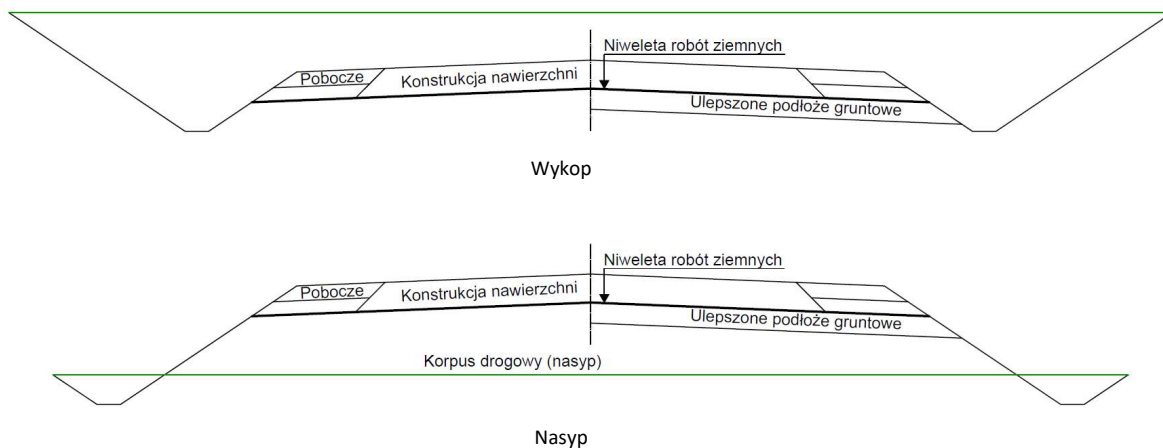 Niweleta robót ziemnych
Pobocze
Konstrukcja nawierzchni
Ulepszone podłoże gruntowe
Wykop
Niweleta robót ziemnych
Pobocze
Konstrukcja nawierzchni
Ulepszone podłoże gruntowe
Korpus drogowy (nasyp)
Nasyp